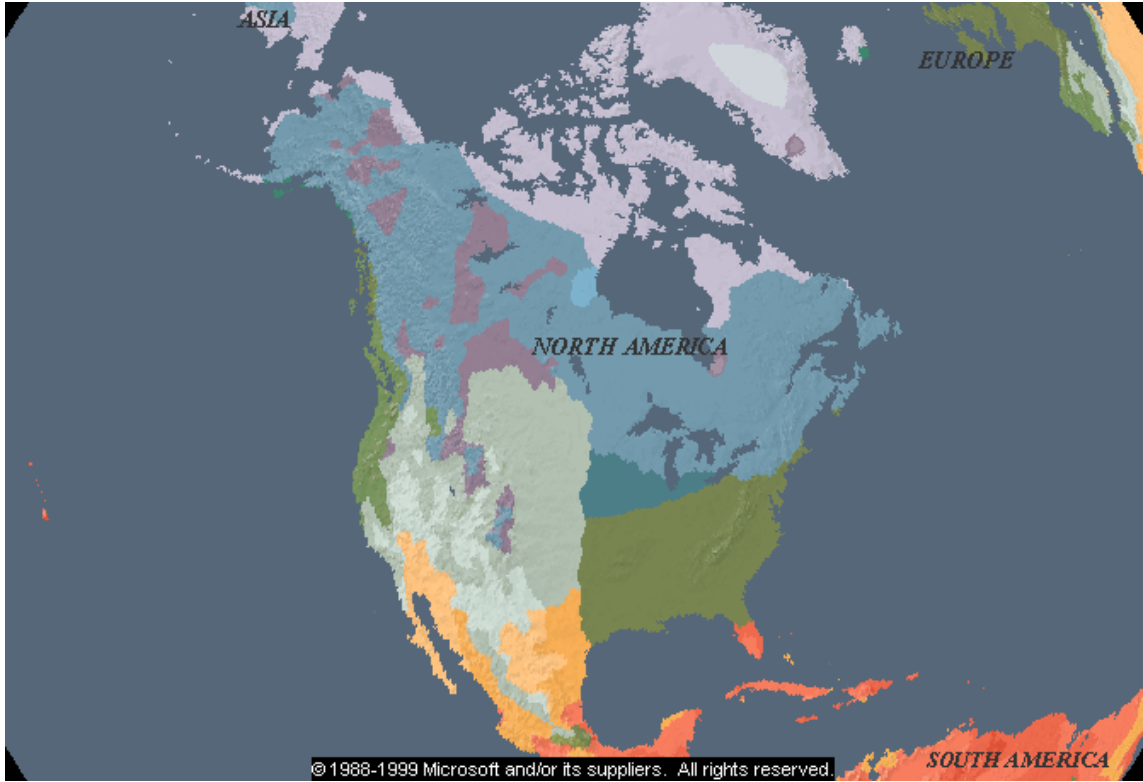 ASIA
EUROPE
NORTH AMERICA
SOUTH AMERICA
© 1988-1999 Microsoft and/or its suppliers. All rights reserved.